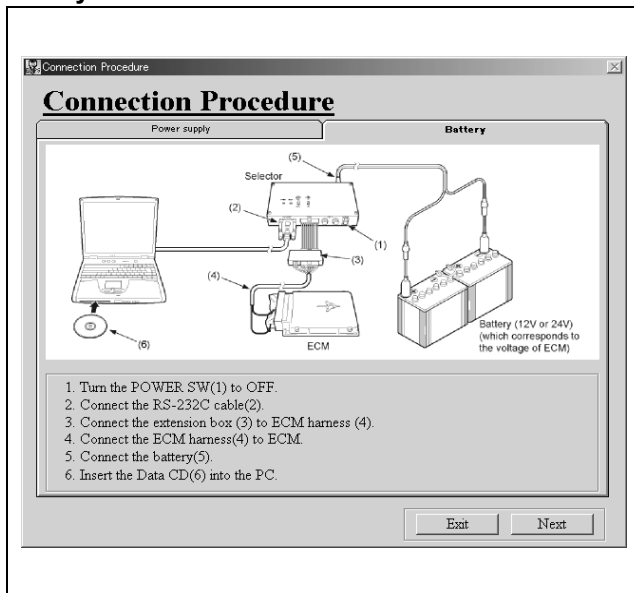 Connection Procedure
Connection Procedure
Power supply
Battery
(5)
Selector
(2)
(1)
(3)
(4)
(6)
ECM
Battery (12V or 24V)
(which corresponds to
the voltage of ECM)
1. Turn the POWER SW(1) to OFF.
2. Connect the RS-232C cable(2).
3. Connect the extension box (3) to ECM harness (4).
4. Connect the ECM harness(4) to ECM.
5. Connect the battery(5).
6. Insert the Data CD(6) into the PC.
Exit
Next